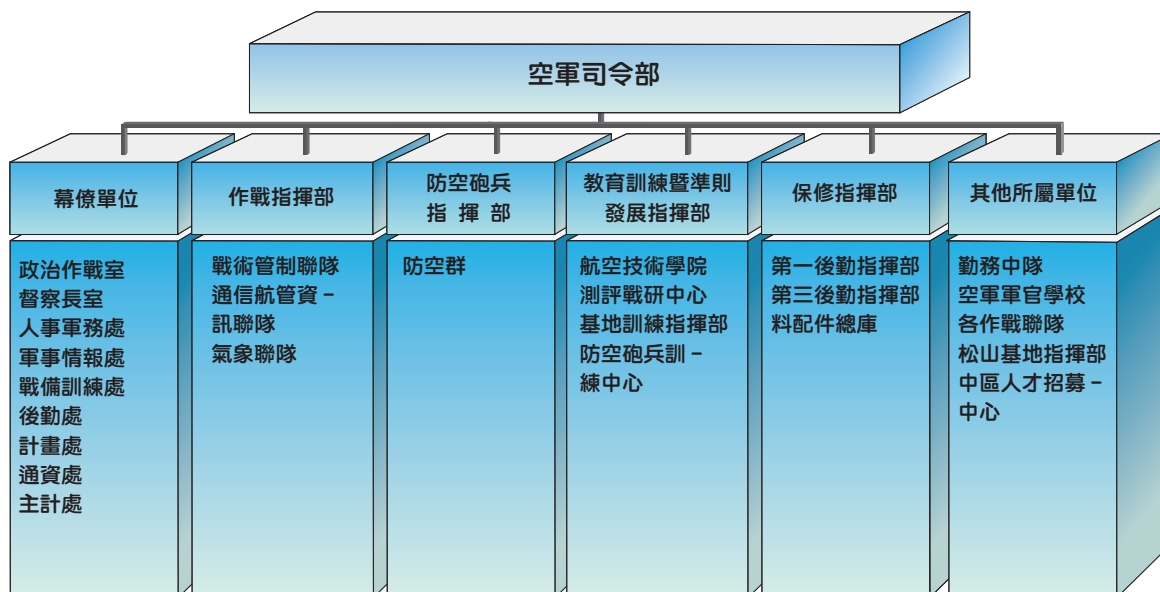 空軍司令部
幕僚單位
政治作戰室
督察長室
人事軍務處
軍事情報處
戰備訓練處
後勤處
計畫處
通資處
主計處
作戰指揮部
戰術管制聯隊
通信航管資－
訊聯隊
氣象聯隊
防空砲兵
指 揮 部
防空群
教育訓練暨準則
發展指揮部
航空技術學院
測評戰研中心
基地訓練指揮部
防空砲兵訓－
練中心
保修指揮部
第一後勤指揮部
第三後勤指揮部
料配件總庫
其他所屬單位
勤務中隊
空軍軍官學校
各作戰聯隊
松山基地指揮部
中區人才招募－
中心